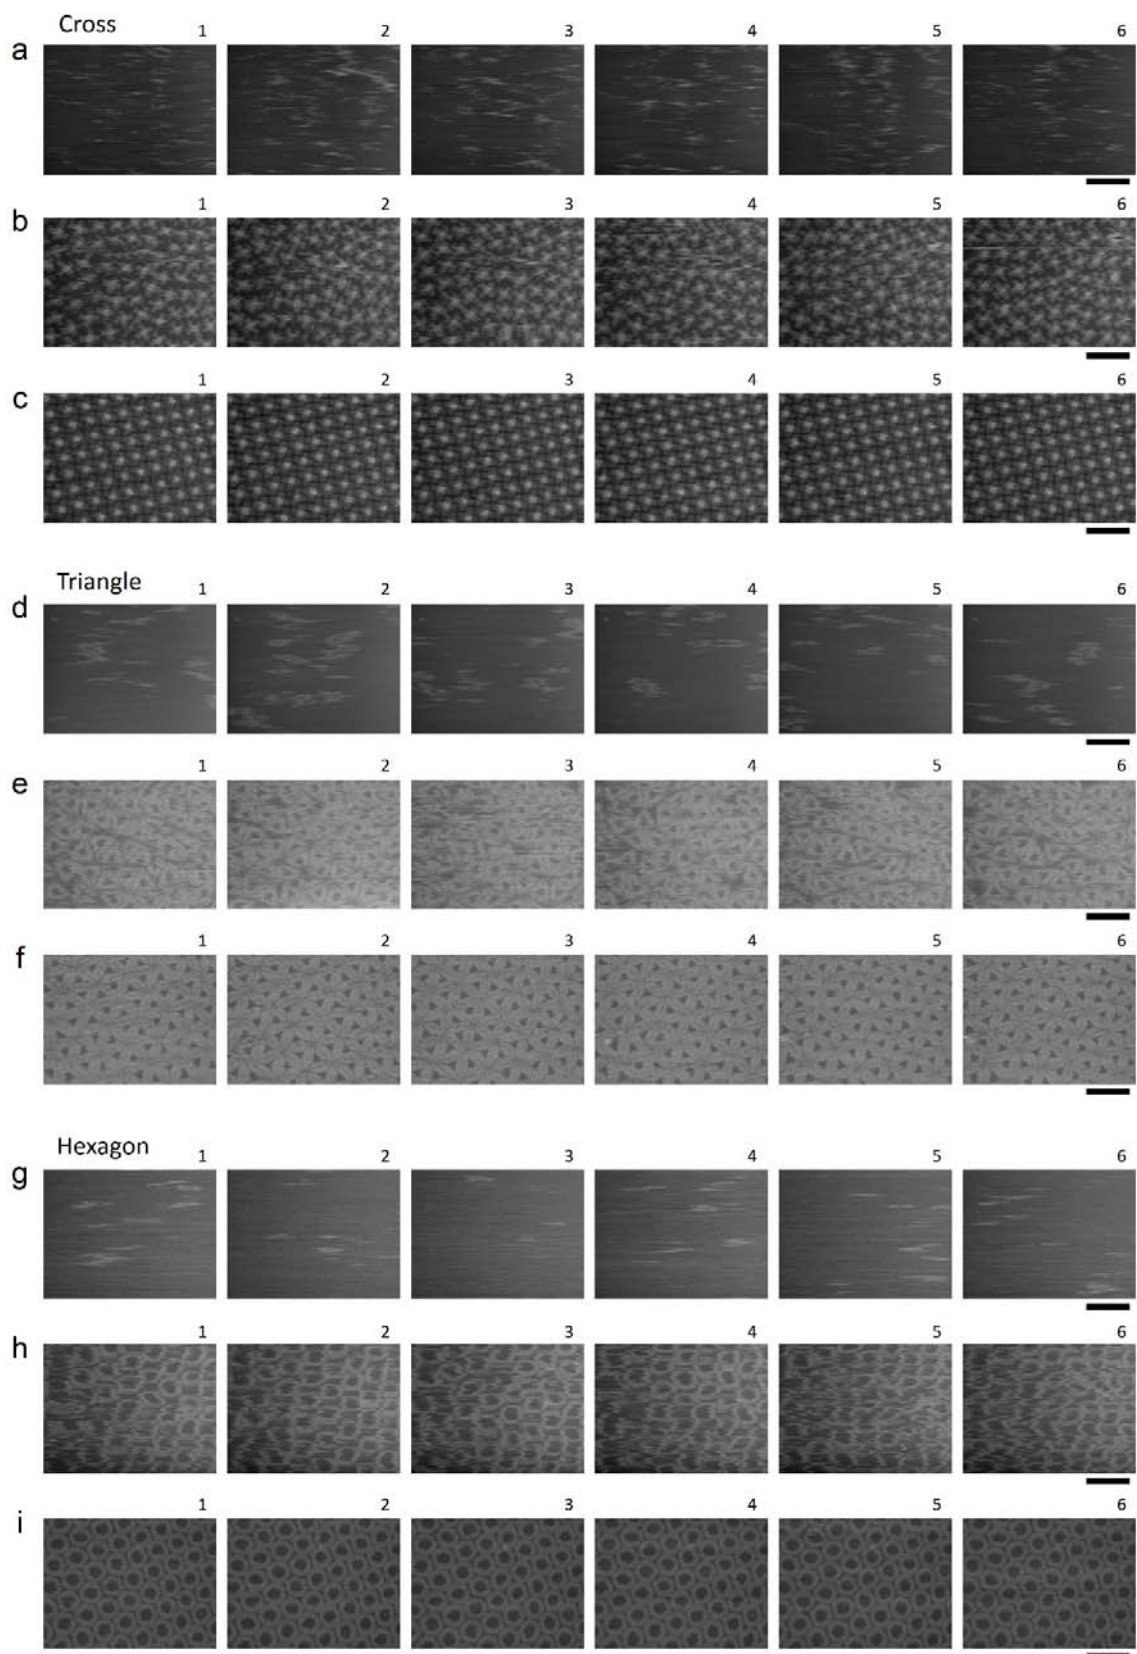 Cross
a 1 2 3 4 5 6
b 1 2 3 4 5 6
c 1 2 3 4 5 6
Triangle
d 1 2 3 4 5 6
e 1 2 3 4 5 6
f 1 2 3 4 5 6
Hexagon
g 1 2 3 4 5 6
h 1 2 3 4 5 6
i 1 2 3 4 5 6